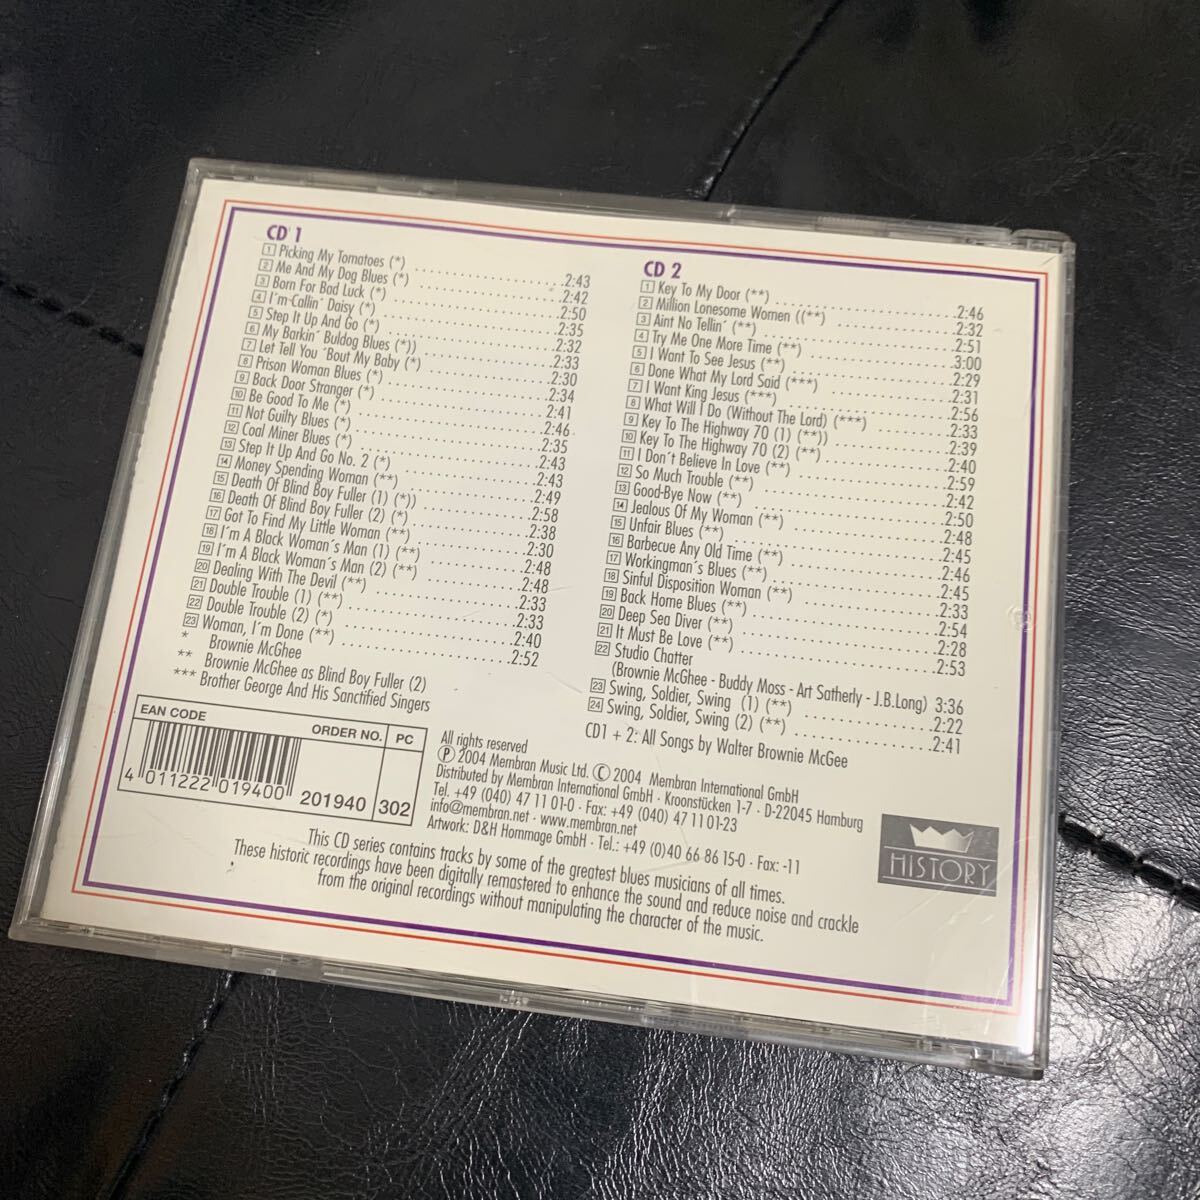 CD 1
1 Picking My Tomatoes (*) 2:43
2 Me And My Dog Blues (*) 2:42
3 Born For Bad Luck (*) 2:50
4 I´m-Callin´ Daisy (*) 2:35
5 Step It Up And Go (*) 2:32
6 My Barkin´ Buldog Blues (*)) 2:33
7 Let Tell You ´Bout My Baby (*) 2:30
8 Prison Woman Blues (*) 2:34
9 Back Door Stranger (*) 2:41
10 Be Good To Me (*) 2:46
11 Not Guilty Blues (*) 2:35
12 Coal Miner Blues (*) 2:43
13 Step It Up And Go No. 2 (*) 2:43
14 Money Spending Woman (**) 2:49
15 Death Of Blind Boy Fuller (1) (*)) 2:58
16 Death Of Blind Boy Fuller (2) (*) 2:38
17 Got To Find My Little Woman (**) 2:30
18 I´m A Black Woman´s Man (1) (**) 2:48
19 I´m A Black Woman´s Man (2) (**) 2:48
20 Dealing With The Devil (**) 2:33
21 Double Trouble (1) (**) 2:33
22 Double Trouble (2) (*) 2:40
23 Woman, I´m Done (**) 2:52
* Brownie McGhee
** Brownie McGhee as Blind Boy Fuller (2)
*** Brother George And His Sanctified Singers
CD 2
1 Key To My Door (**) 2:46
2 Million Lonesome Women ((**) 2:32
3 Aint No Tellin´ (**) 2:51
4 Try Me One More Time (**) 3:00
5 I Want To See Jesus (**) 2:29
6 Done What My Lord Said (***) 2:31
7 I Want King Jesus (***) 2:56
8 What Will I Do (Without The Lord) (***) 2:33
9 Key To The Highway 70 (1) (**)) 2:39
10 Key To The Highway 70 (2) (**) 2:40
11 I Don´t Believe In Love (**) 2:59
12 So Much Trouble (**) 2:42
13 Good-Bye Now (**) 2:50
14 Jealous Of My Woman (**) 2:48
15 Unfair Blues (**) 2:45
16 Barbecue Any Old Time (**) 2:46
17 Workingman´s Blues (**) 2:45
18 Sinful Disposition Woman (**) 2:33
19 Back Home Blues (**) 2:54
20 Deep Sea Diver (**) 2:28
21 It Must Be Love (**) 2:53
22 Studio Chatter
(Brownie McGhee - Buddy Moss - Art Satherly - J.B.Long) 3:36
23 Swing, Soldier, Swing (1) (**) 2:22
24 Swing, Soldier, Swing (2) (**) 2:41
CD1 + 2: All Songs by Walter Brownie McGee
EAN CODE
ORDER NO. PC
4 011222 019400 201940 302
All rights reserved
Ⓟ 2004 Membran Music Ltd. © 2004 Membran International GmbH
Distributed by Membran International GmbH · Kroonstücken 1-7 · D-22045 Hamburg
Tel. +49 (040) 47 11 01-0 · Fax: +49 (040) 47 11 01-23
info@membran.net · www.membran.net
Artwork: D&H Hommage GmbH · Tel.: +49 (0)40 66 86 15-0 · Fax: -11
HISTORY
This CD series contains tracks by some of the greatest blues musicians of all times.
These historic recordings have been digitally remastered to enhance the sound and reduce noise and crackle
from the original recordings without manipulating the character of the music.